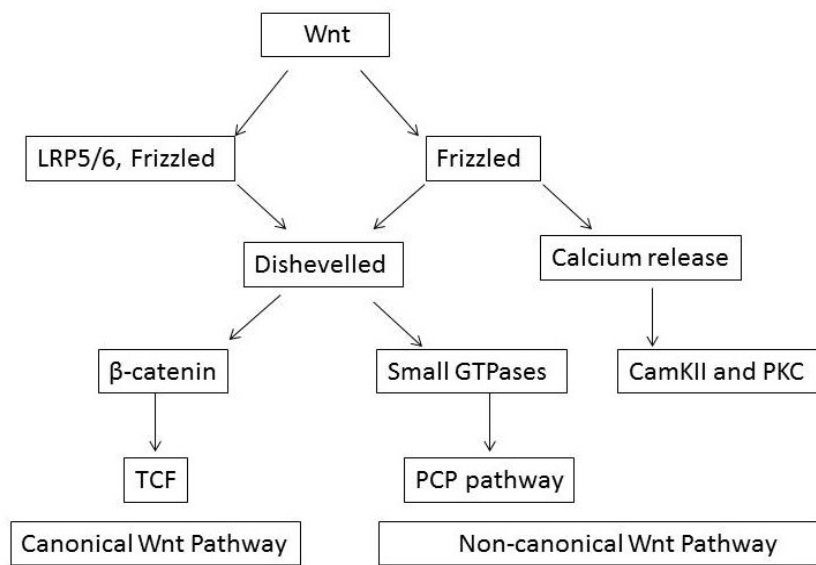 Wnt
LRP5/6, Frizzled
Frizzled
Dishevelled
Calcium release
β-catenin
Small GTPases
CamKII and PKC
TCF
PCP pathway
Canonical Wnt Pathway
Non-canonical Wnt Pathway